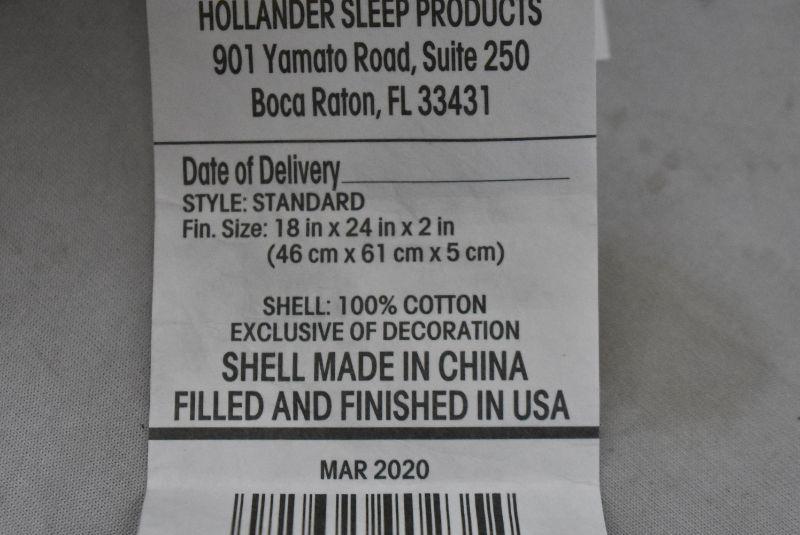 HOLLANDER SLEEP PRODUCTS
901 Yamato Road, Suite 250
Boca Raton, FL 33431
Date of Delivery
STYLE: STANDARD
Fin. Size: 18 in x 24 in x 2 in
(46 cm x 61 cm x 5 cm)
SHELL: 100% COTTON
EXCLUSIVE OF DECORATION
SHELL MADE IN CHINA
FILLED AND FINISHED IN USA
MAR 2020